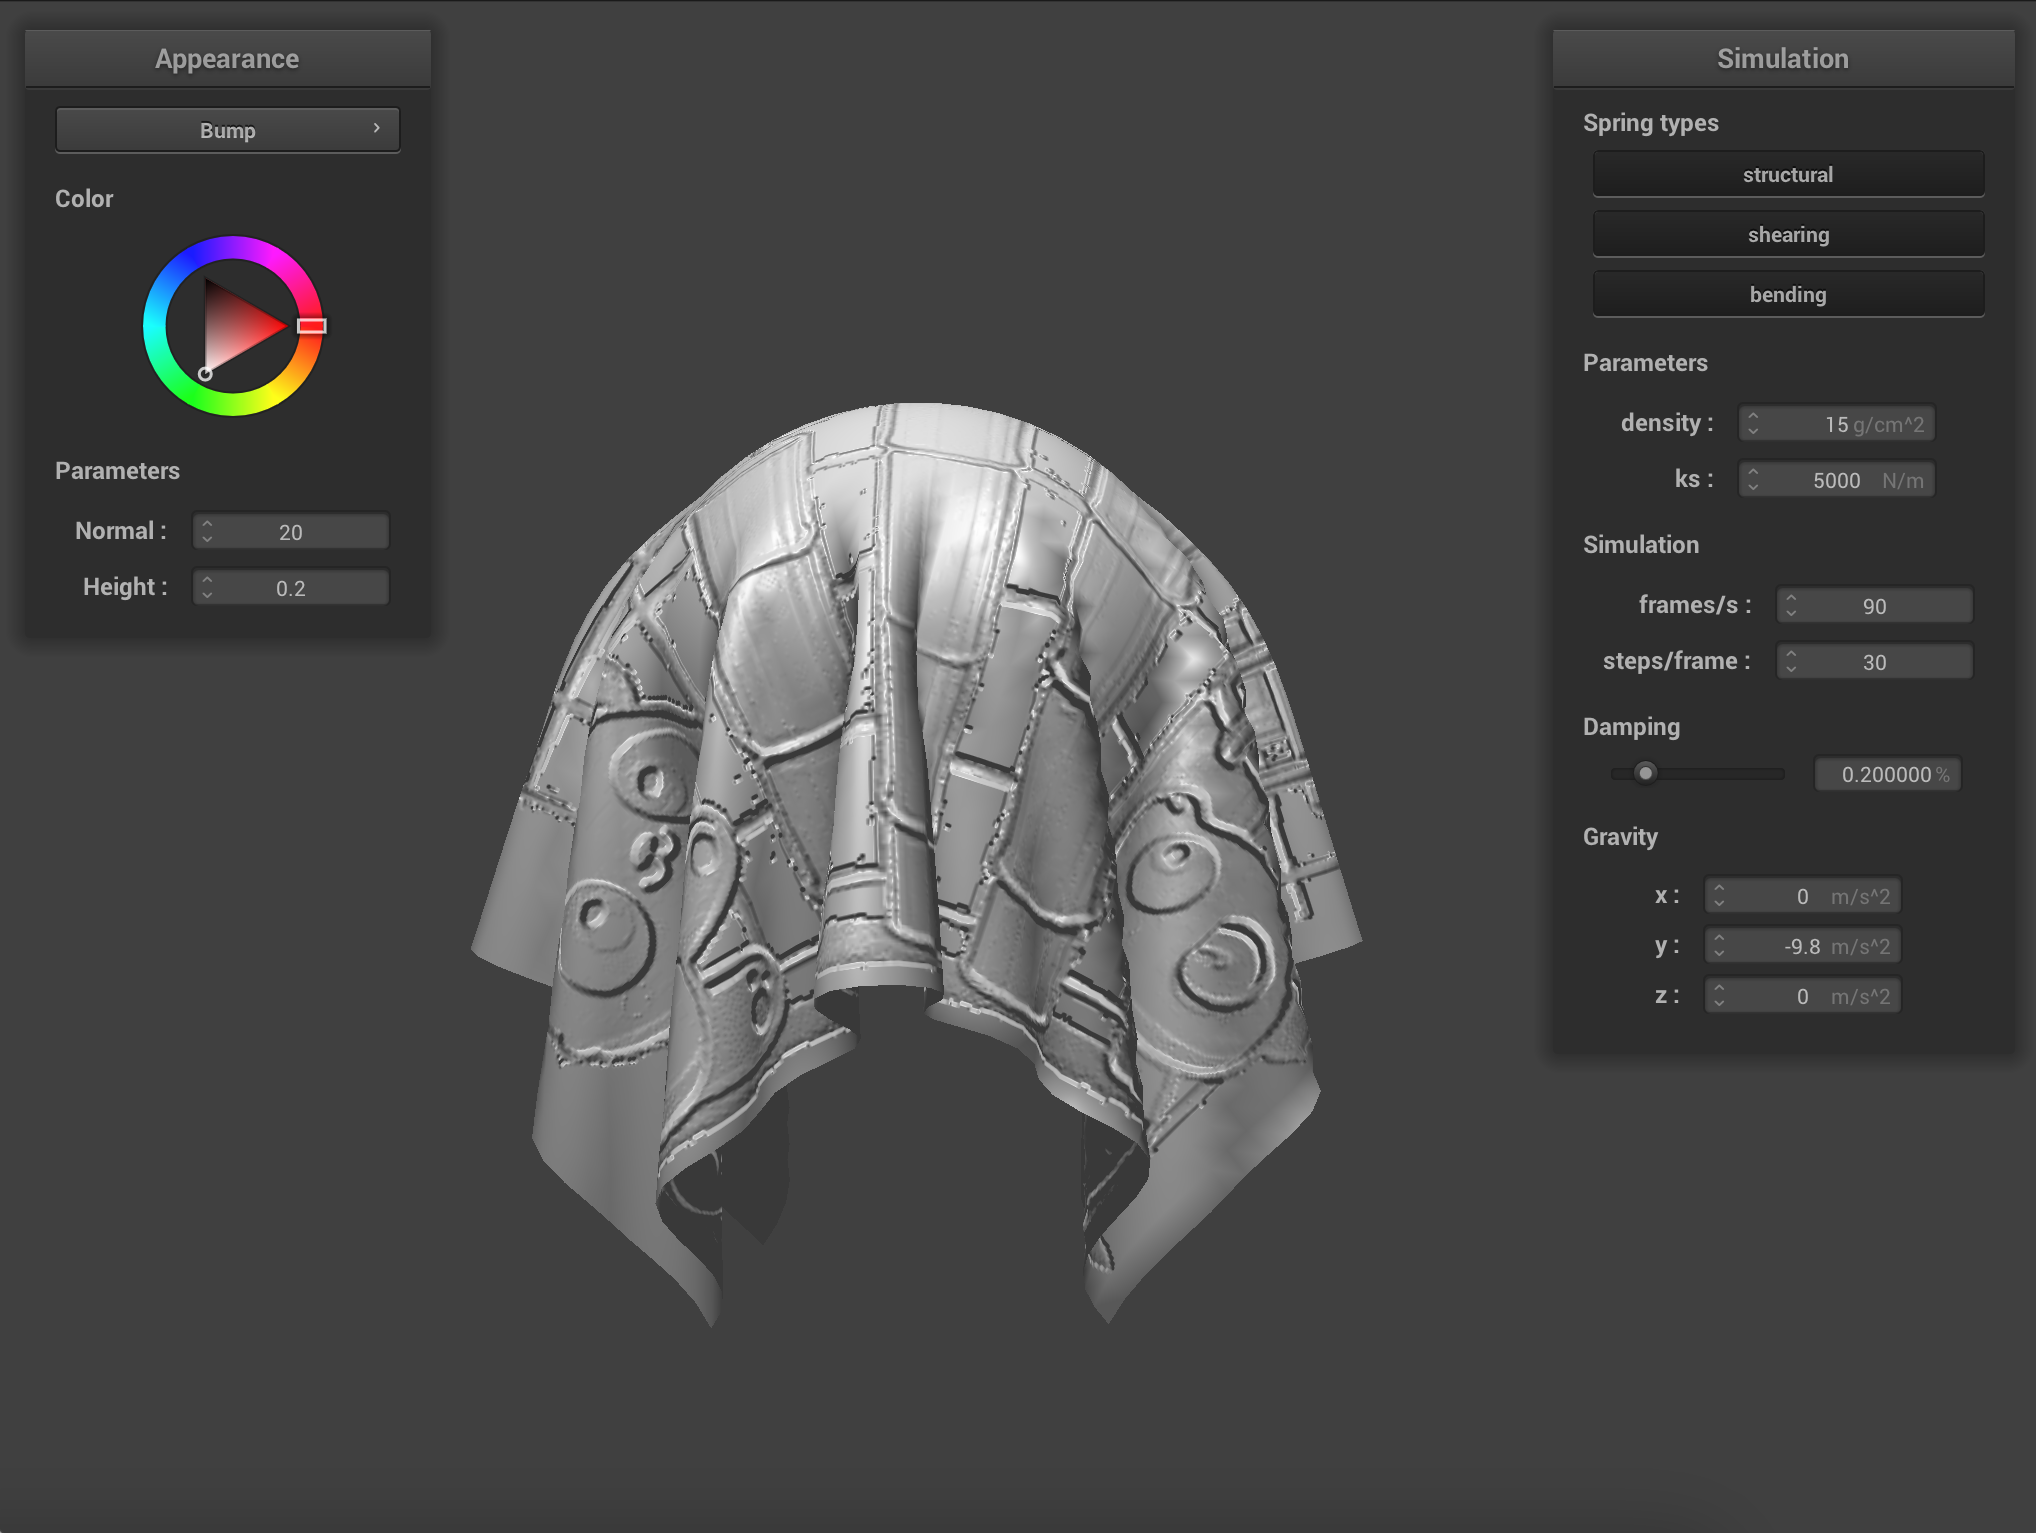 Appearance
Bump
Color
Parameters
Normal :
20
Height :
0.2
Simulation
Spring types
structural
shearing
bending
Parameters
density :
15 g/cm^2
ks :
5000 N/m
Simulation
frames/s :
90
steps/frame :
30
Damping
0.200000 %
Gravity
x :
0 m/s^2
y :
-9.8 m/s^2
z :
0 m/s^2